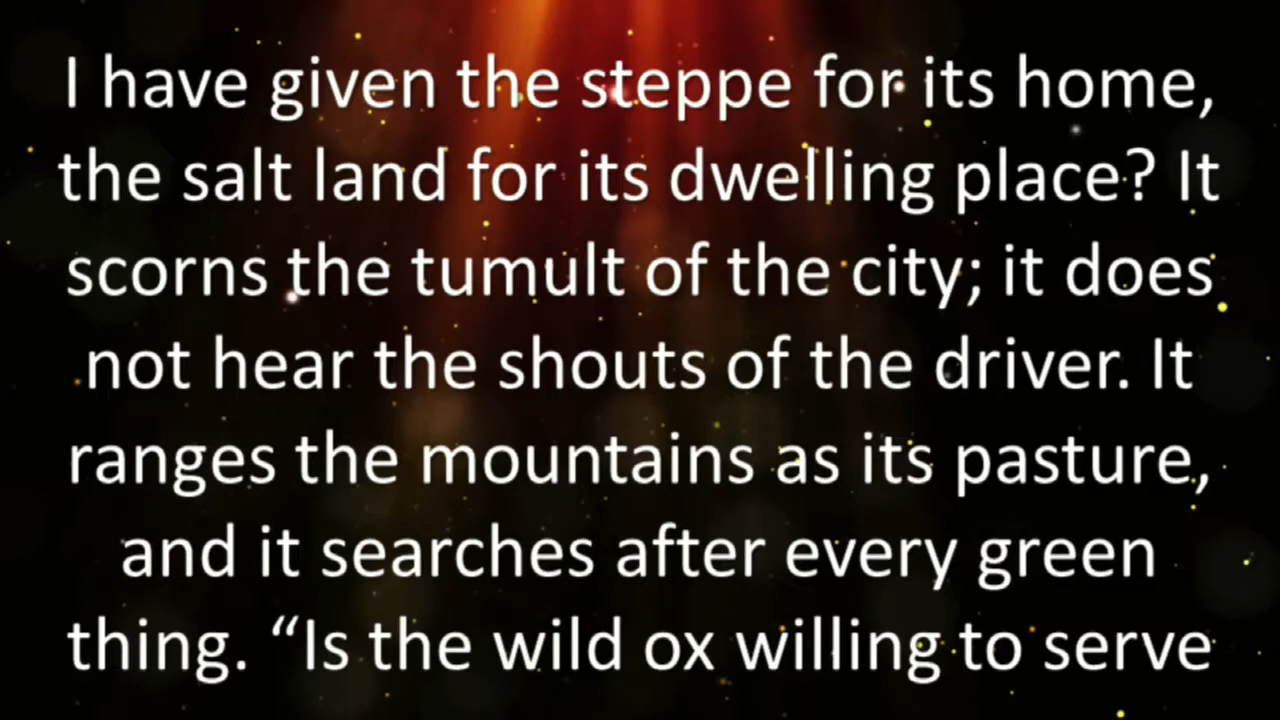 I have given the steppe for its home,
the salt land for its dwelling place? It
scorns the tumult of the city; it does
not hear the shouts of the driver. It
ranges the mountains as its pasture,
and it searches after every green
thing. “Is the wild ox willing to serve